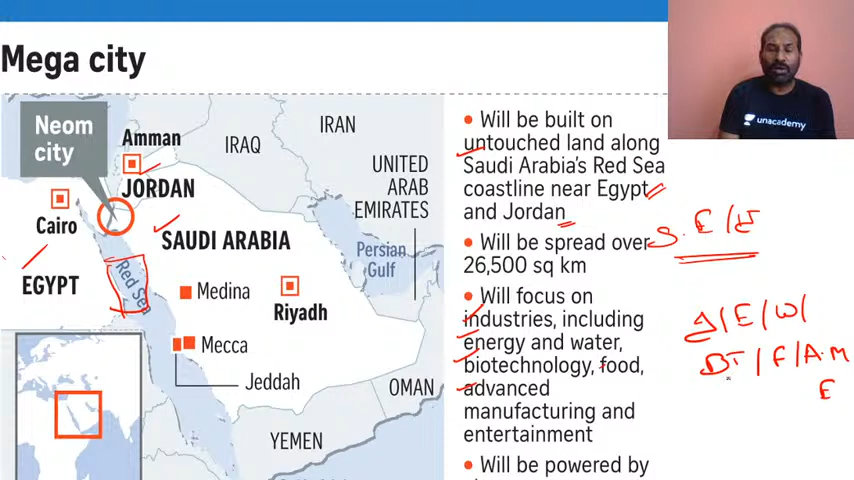 Mega city
Neom
city
Amman
JORDAN
Cairo
EGYPT
IRAQ
IRAN
UNITED
ARAB
EMIRATES
SAUDI ARABIA
Persian
Gulf
Red Sea
Medina
Riyadh
Mecca
Jeddah
OMAN
YEMEN
• Will be built on
untouched land along
Saudi Arabia's Red Sea
coastline near Egypt
and Jordan
• Will be spread over
26,500 sq km
• Will focus on
industries, including
energy and water,
biotechnology, food,
advanced
manufacturing and
entertainment
• Will be powered by
unacademy
E/W/
BT/F/A.M
E